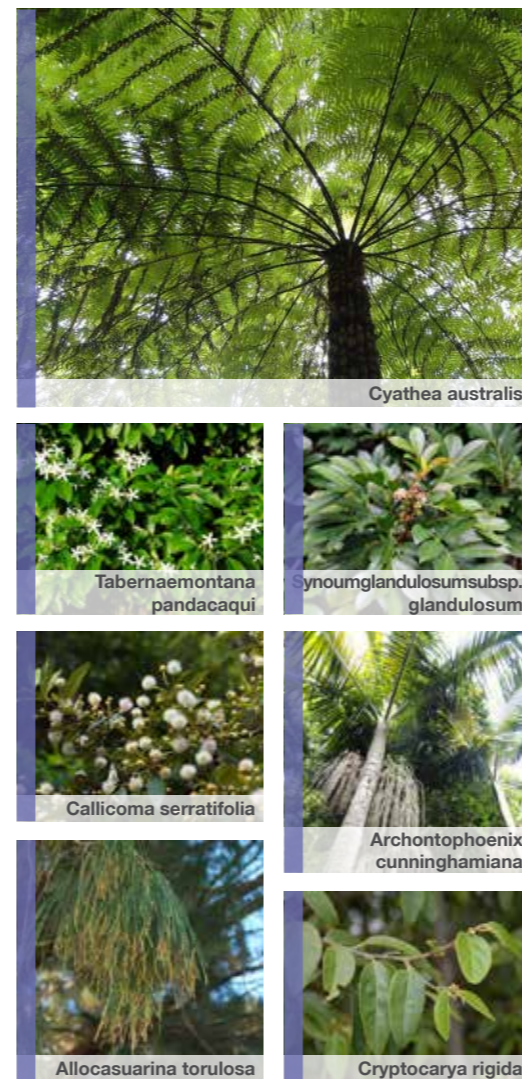 Cyathea australis
Tabernaemontana
pandacaqui
Synoumglandulosumsubsp.
glandulosum
Callicoma serratifolia
Archontophoenix
cunninghamiana
Allocasuarina torulosa
Cryptocarya rigida